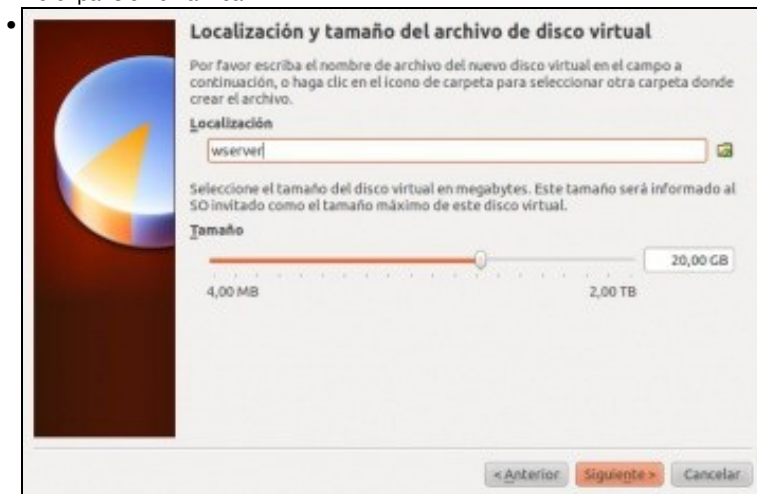 Localización y tamaño del archivo de disco virtual
Por favor escriba el nombre de archivo del nuevo disco virtual en el campo a
continuación, o haga clic en el icono de carpeta para seleccionar otra carpeta donde
crear el archivo.
Localización
wserver
Seleccione el tamaño del disco virtual en megabytes. Este tamaño será informado al
SO invitado como el tamaño máximo de este disco virtual.
Tamaño
20,00 GB
4,00 MB 2,00 TB
< Anterior Siguiente > Cancelar